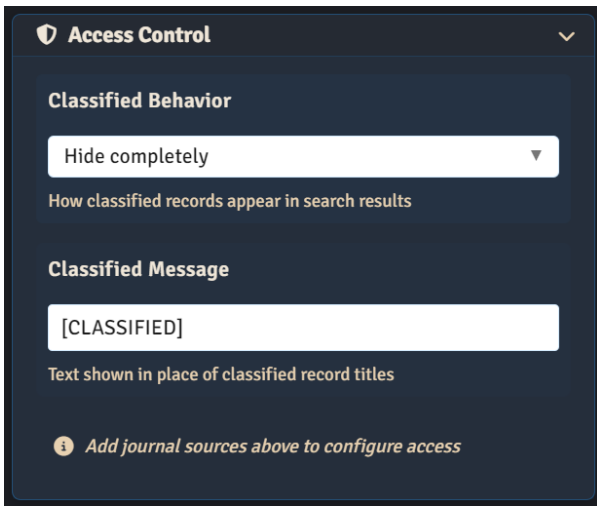 Access Control
Classified Behavior
Hide completely
How classified records appear in search results
Classified Message
[CLASSIFIED]
Text shown in place of classified record titles
Add journal sources above to configure access